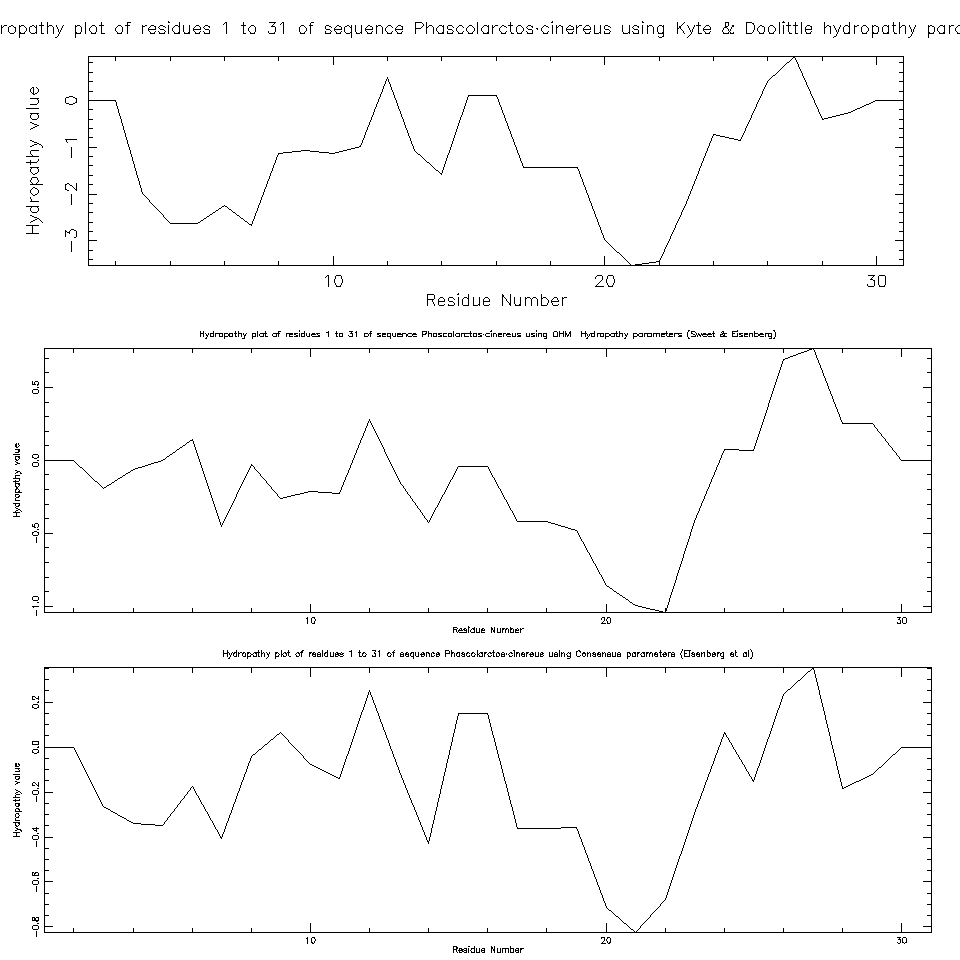 ropathy plot of residues 1 to 31 of sequence Phascolarctos-cinereus using Kyte & Doolittle hydropathy para
Hydropathy value
0
-1
-2
-3
10 20 30
Residue Number
Hydropathy plot of residues 1 to 31 of sequence Phascolarctos-cinereus using OHM Hydropathy parameters (Sweet & Eisenberg)
Hydropathy value
0.5
0.0
-0.5
-1.0
10 20 30
Residue Number
Hydropathy plot of residues 1 to 31 of sequence Phascolarctos-cinereus using Consensus parameters (Eisenberg et al)
Hydropathy value
0.2
0.0
-0.2
-0.4
-0.6
-0.8
10 20 30
Residue Number